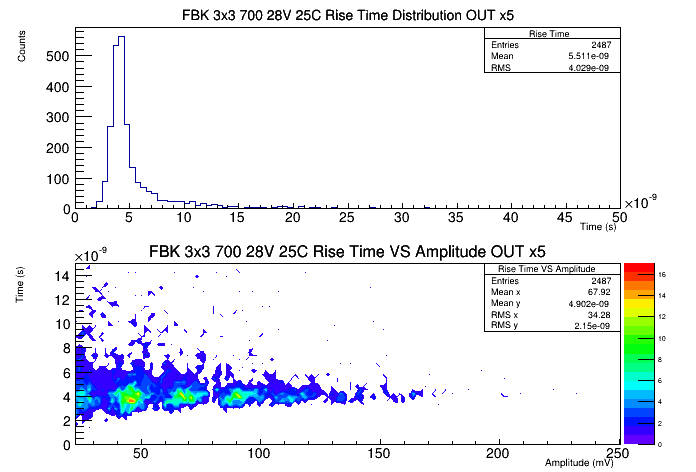 FBK 3x3 700 28V 25C Rise Time Distribution OUT x5
Counts
Rise Time
Entries 2487
Mean 5.511e-09
RMS 4.029e-09
500
400
300
200
100
0
0 5 10 15 20 25 30 35 40 45 50
×10⁻⁹
Time (s)
FBK 3x3 700 28V 25C Rise Time VS Amplitude OUT x5
×10⁻⁹
Time (s)
Rise Time VS Amplitude
Entries 2487
Mean x 67.92
Mean y 4.902e-09
RMS x 34.28
RMS y 2.15e-09
14
12
10
8
6
4
2
0
50 100 150 200 250
Amplitude (mV)
16
14
12
10
8
6
4
2
0